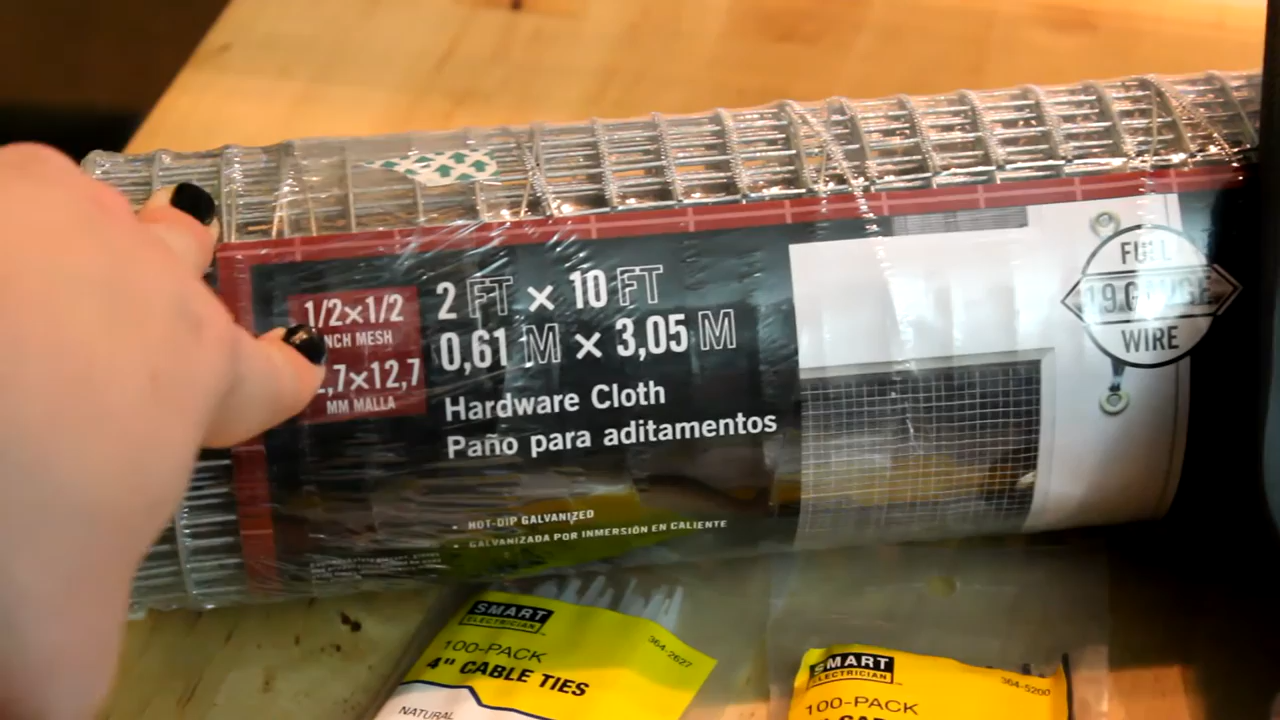 1/2×1/2
NCH MESH
,7×12,7
MM MALLA
2 FT × 10 FT
0,61 M × 3,05 M
Hardware Cloth
Paño para aditamentos
• HOT-DIP GALVANIZED
• GALVANIZADA POR INMERSIÓN EN CALIENTE
FULL
19 GAUGE
WIRE
SMART
ELECTRICIAN
100-PACK
4" CABLE TIES
364-2627
NATURAL
SMART
ELECTRICIAN
364-5200
100-PACK